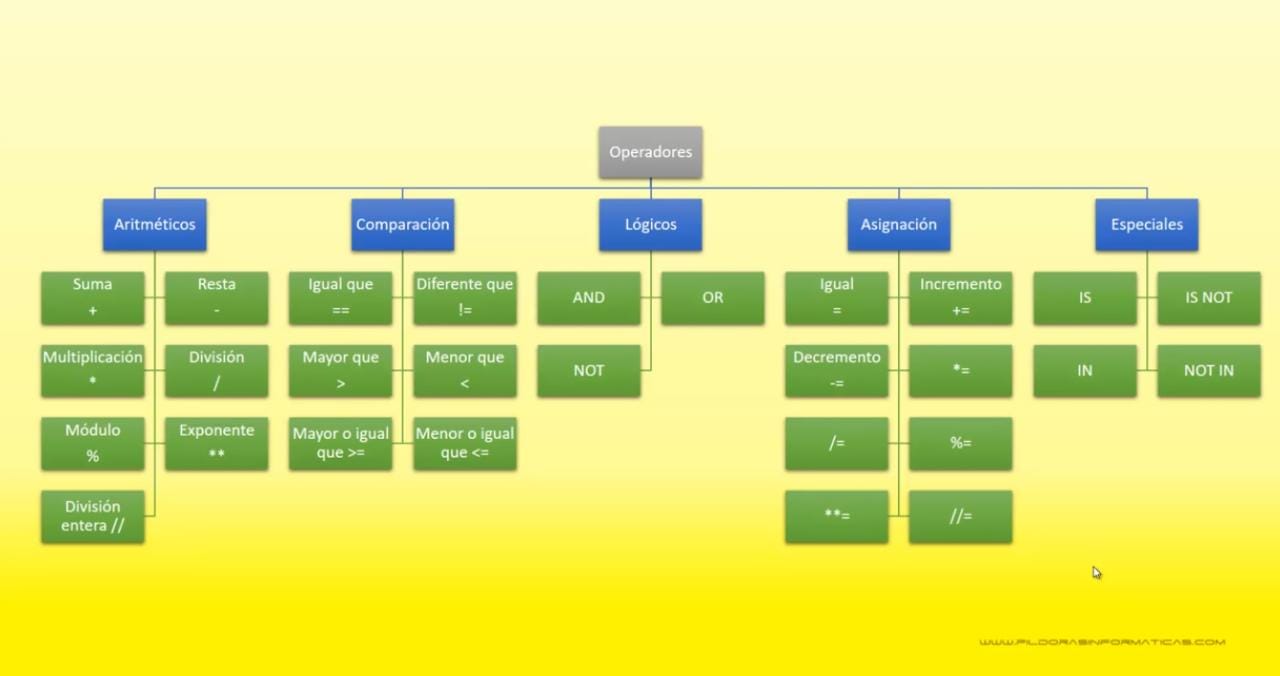 Operadores
Aritméticos
Comparación
Lógicos
Asignación
Especiales
Suma
+
Resta
-
Igual que
==
Diferente que
!=
AND
OR
Igual
=
Incremento
+=
IS
IS NOT
Multiplicación
*
División
/
Mayor que
>
Menor que
<
NOT
Decremento
-=
*=
IN
NOT IN
Módulo
%
Exponente
**
Mayor o igual
que >=
Menor o igual
que <=
/=
%=
División
entera //
**=
//=
WWW.PILDORASINFORMATICAS.COM